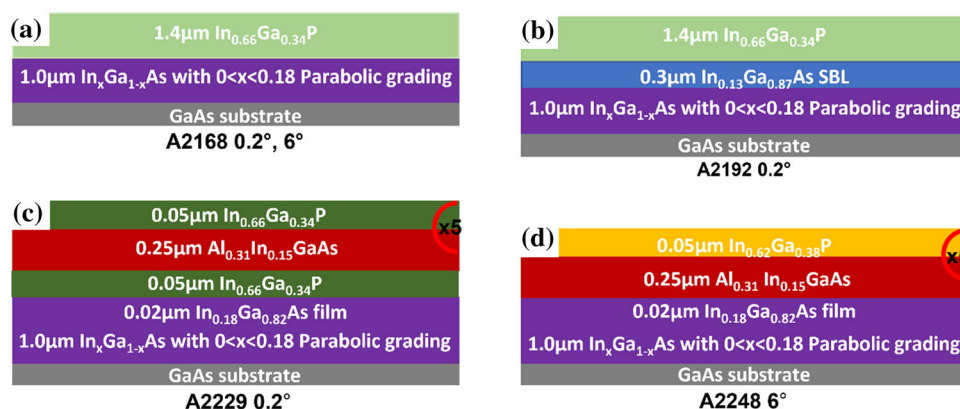 (a)
1.4µm In₀.₆₆Ga₀.₃₄P
1.0µm InₓGa₁₋ₓAs with 0<x<0.18 Parabolic grading
GaAs substrate
A2168 0.2°, 6°
(b)
1.4µm In₀.₆₆Ga₀.₃₄P
0.3µm In₀.₁₃Ga₀.₈₇As SBL
1.0µm InₓGa₁₋ₓAs with 0<x<0.18 Parabolic grading
GaAs substrate
A2192 0.2°
(c)
0.05µm In₀.₆₆Ga₀.₃₄P
x5
0.25µm Al₀.₃₁In₀.₁₅GaAs
0.05µm In₀.₆₆Ga₀.₃₄P
0.02µm In₀.₁₈Ga₀.₈₂As film
1.0µm InₓGa₁₋ₓAs with 0<x<0.18 Parabolic grading
GaAs substrate
A2229 0.2°
(d)
0.05µm In₀.₆₂Ga₀.₃₈P
0.25µm Al₀.₃₁ In₀.₁₅GaAs
0.02µm In₀.₁₈Ga₀.₈₂As film
1.0µm InₓGa₁₋ₓAs with 0<x<0.18 Parabolic grading
GaAs substrate
A2248 6°